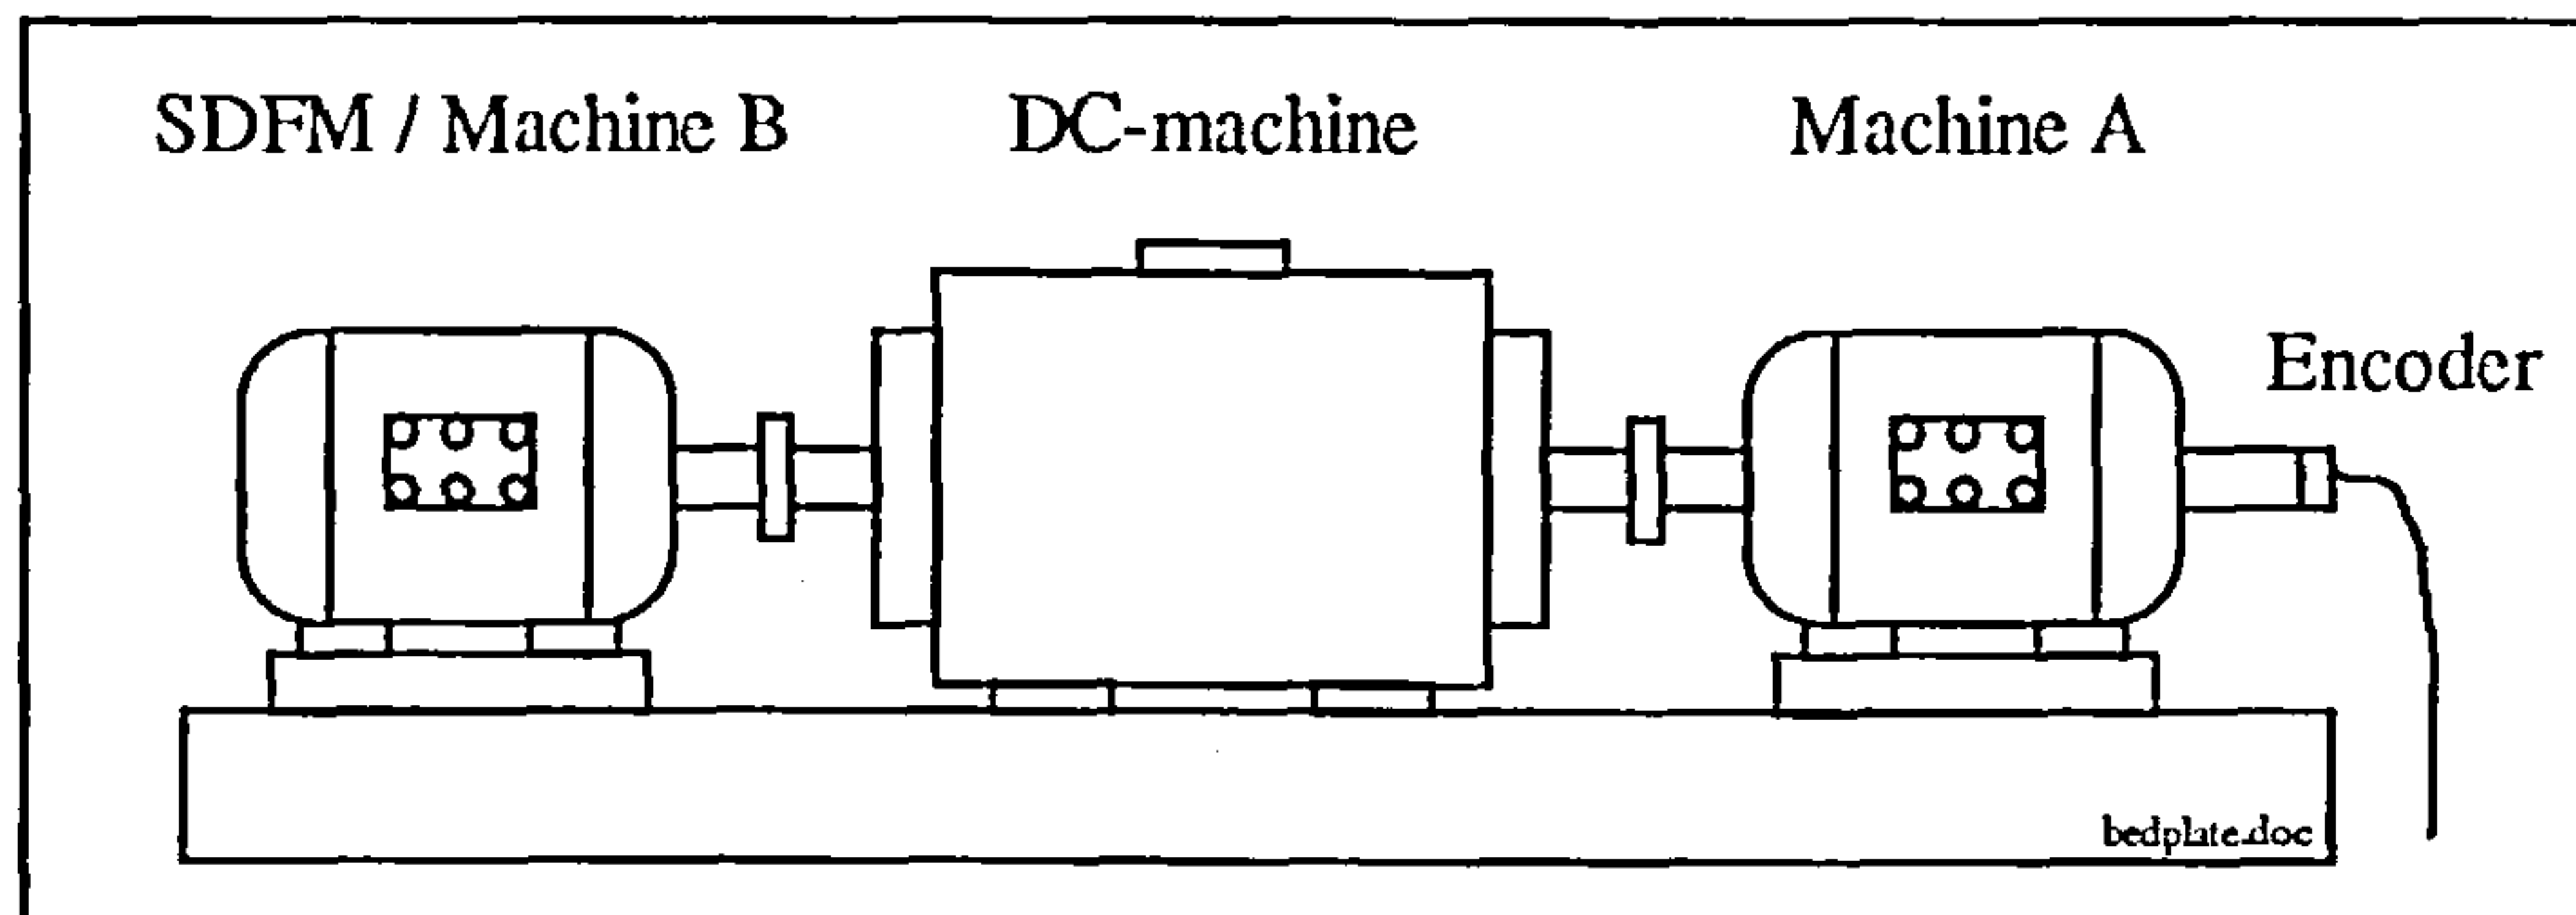 SDFM / Machine B
DC-machine
Machine A
Encoder
bedplate.doc